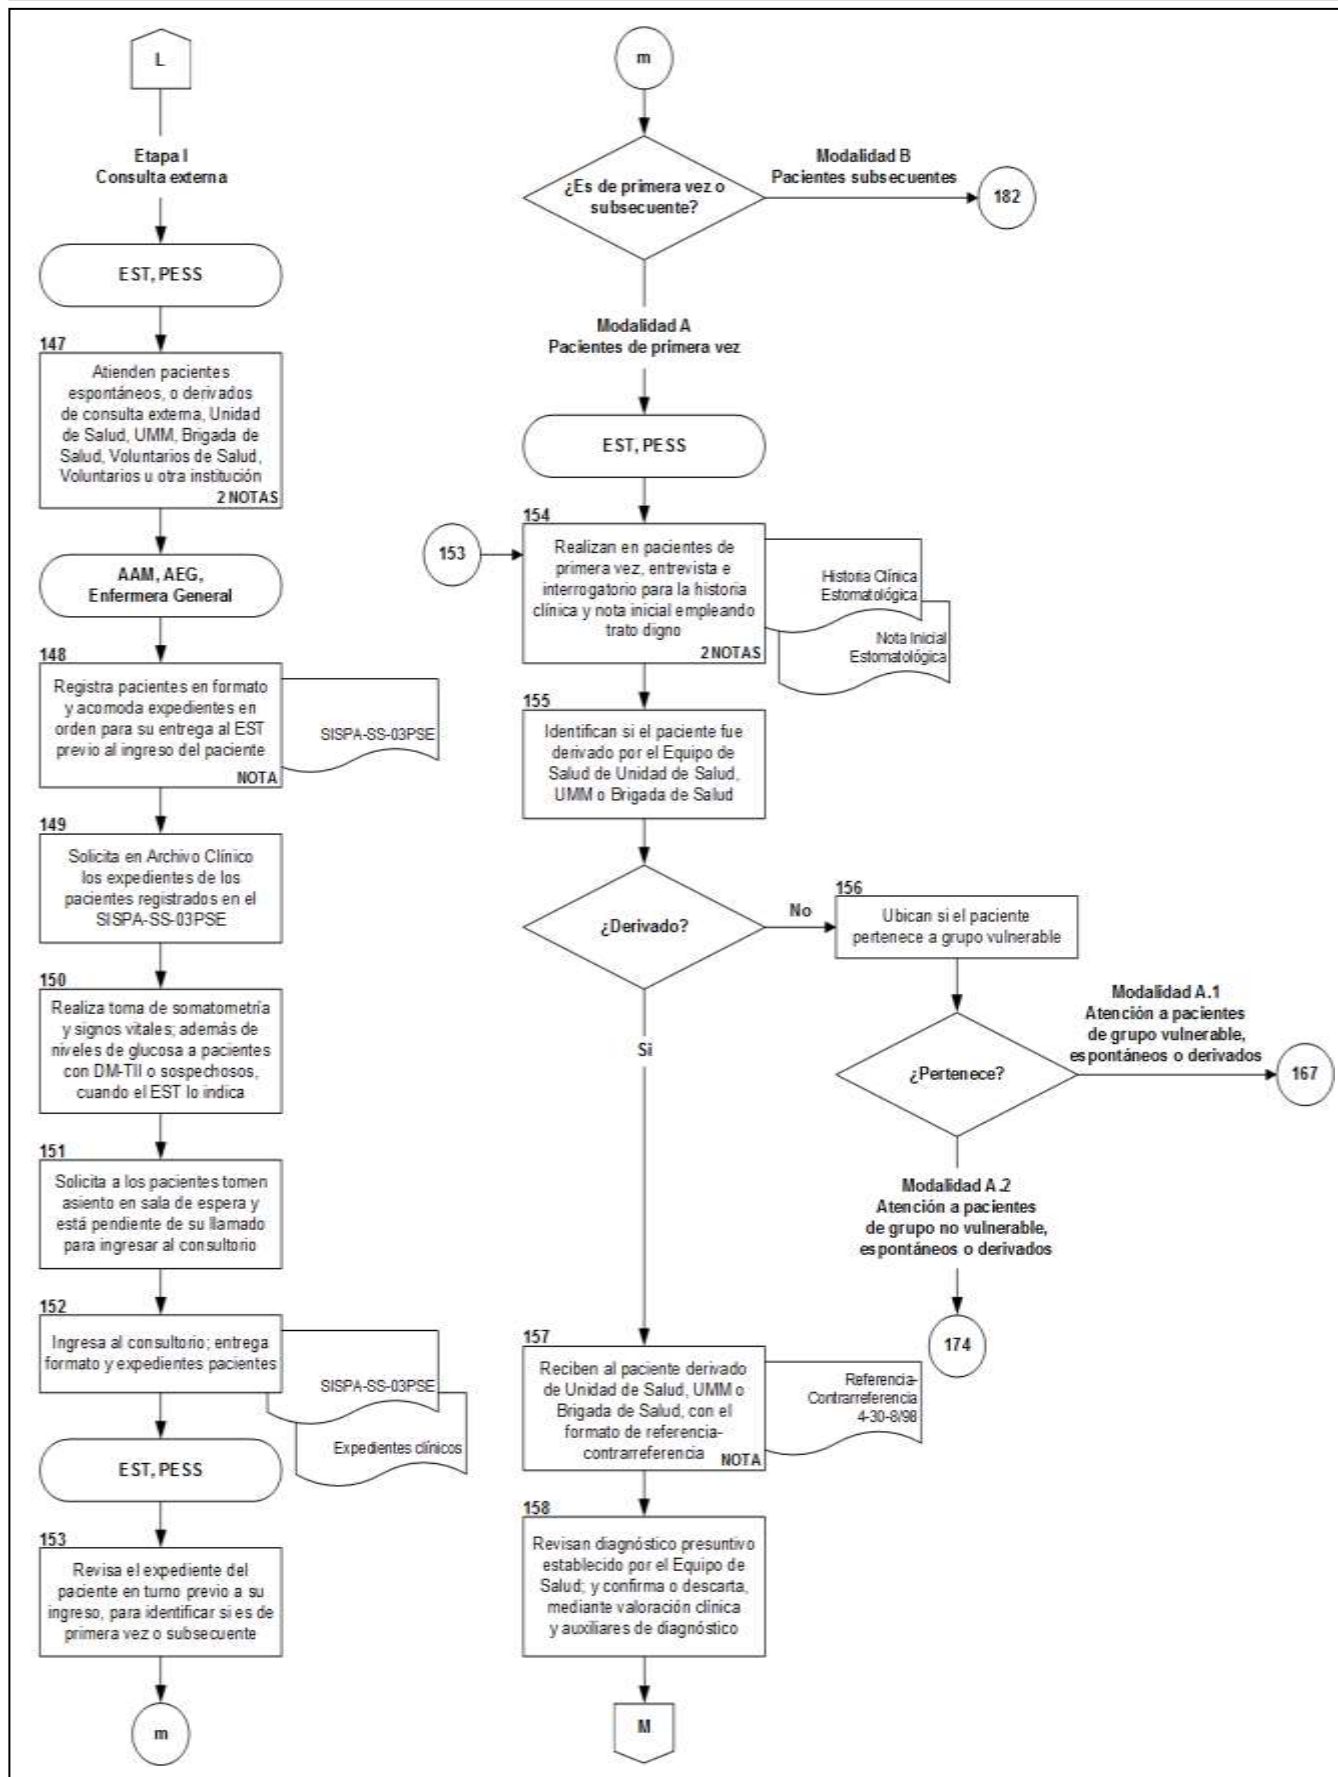 L
Etapa I
Consulta externa
EST, PESS
147
Atienden pacientes
espontáneos, o derivados
de consulta externa, Unidad
de Salud, UMM, Brigada de
Salud, Voluntarios de Salud,
Voluntarios u otra institución
2 NOTAS
AAM, AEG,
Enfermera General
148
Registra pacientes en formato
y acomoda expedientes en
orden para su entrega al EST
previo al ingreso del paciente
NOTA
SISPA-SS-03PSE
149
Solicita en Archivo Clínico
los expedientes de los
pacientes registrados en el
SISPA-SS-03PSE
150
Realiza toma de somatometría
y signos vitales; además de
niveles de glucosa a pacientes
con DM-TII o sospechosos,
cuando el EST lo indica
151
Solicita a los pacientes tomen
asiento en sala de espera y
está pendiente de su llamado
para ingresar al consultorio
152
Ingresa al consultorio; entrega
formato y expedientes pacientes
SISPA-SS-03PSE
Expedientes clínicos
EST, PESS
153
Revisa el expediente del
paciente en turno previo a su
ingreso, para identificar si es de
primera vez o subsecuente
m
m
¿Es de primera vez o
subsecuente?
Modalidad B
Pacientes subsecuentes
182
Modalidad A
Pacientes de primera vez
EST, PESS
153
154
Realizan en pacientes de
primera vez, entrevista e
interrogatorio para la historia
clínica y nota inicial empleando
trato digno
2 NOTAS
Historia Clínica
Estomatológica
Nota Inicial
Estomatológica
155
Identifican si el paciente fue
derivado por el Equipo de
Salud de Unidad de Salud,
UMM o Brigada de Salud
¿Derivado?
No
156
Ubican si el paciente
pertenece a grupo vulnerable
Si
¿Pertenece?
Modalidad A.1
Atención a pacientes
de grupo vulnerable,
espontáneos o derivados
167
Modalidad A.2
Atención a pacientes
de grupo no vulnerable,
espontáneos o derivados
174
157
Reciben al paciente derivado
de Unidad de Salud, UMM o
Brigada de Salud, con el
formato de referencia-
contrarreferencia
NOTA
Referencia-
Contrarreferencia
4-30-8/98
158
Revisan diagnóstico presuntivo
establecido por el Equipo de
Salud; y confirma o descarta,
mediante valoración clínica
y auxiliares de diagnóstico
M